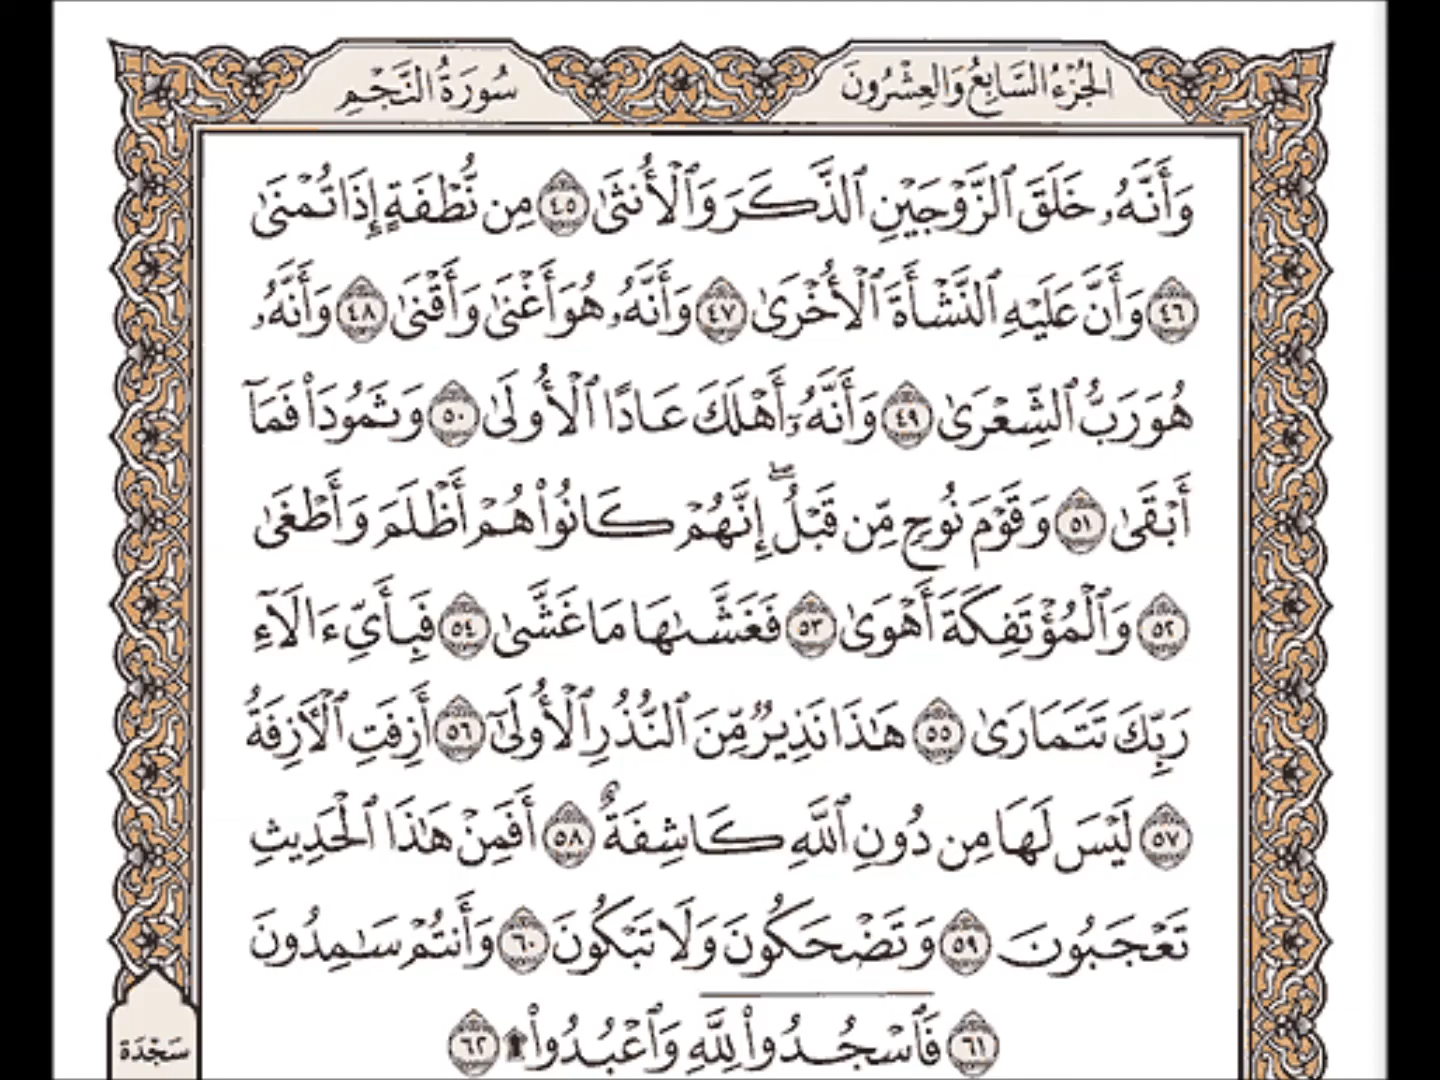 الجزء السابع والعشرون
سورة النجم
وَأَنَّهُۥ خَلَقَ ٱلزَّوْجَيْنِ ٱلذَّكَرَ وَٱلْأُنثَىٰ ٤٥ مِن نُّطْفَةٍ إِذَا تُمْنَىٰ
٤٦ وَأَنَّ عَلَيْهِ ٱلنَّشْأَةَ ٱلْأُخْرَىٰ ٤٧ وَأَنَّهُۥ هُوَ أَغْنَىٰ وَأَقْنَىٰ ٤٨ وَأَنَّهُۥ
هُوَ رَبُّ ٱلشِّعْرَىٰ ٤٩ وَأَنَّهُۥٓ أَهْلَكَ عَادًا ٱلْأُولَىٰ ٥٠ وَثَمُودَا۟ فَمَآ
أَبْقَىٰ ٥١ وَقَوْمَ نُوحٍ مِّن قَبْلُ ۖ إِنَّهُمْ كَانُوا۟ هُمْ أَظْلَمَ وَأَطْغَىٰ
٥٢ وَٱلْمُؤْتَفِكَةَ أَهْوَىٰ ٥٣ فَغَشَّىٰهَا مَا غَشَّىٰ ٥٤ فَبِأَىِّ ءَالَآءِ
رَبِّكَ تَتَمَارَىٰ ٥٥ هَـٰذَا نَذِيرٌ مِّنَ ٱلنُّذُرِ ٱلْأُولَىٰٓ ٥٦ أَزِفَتِ ٱلْـَٔازِفَةُ
٥٧ لَيْسَ لَهَا مِن دُونِ ٱللَّهِ كَاشِفَةٌ ٥٨ أَفَمِنْ هَـٰذَا ٱلْحَدِيثِ
تَعْجَبُونَ ٥٩ وَتَضْحَكُونَ وَلَا تَبْكُونَ ٦٠ وَأَنتُمْ سَـٰمِدُونَ
٦١ فَٱسْجُدُوا۟ لِلَّهِ وَٱعْبُدُوا۟ ۩ ٦٢
سَجْدَة